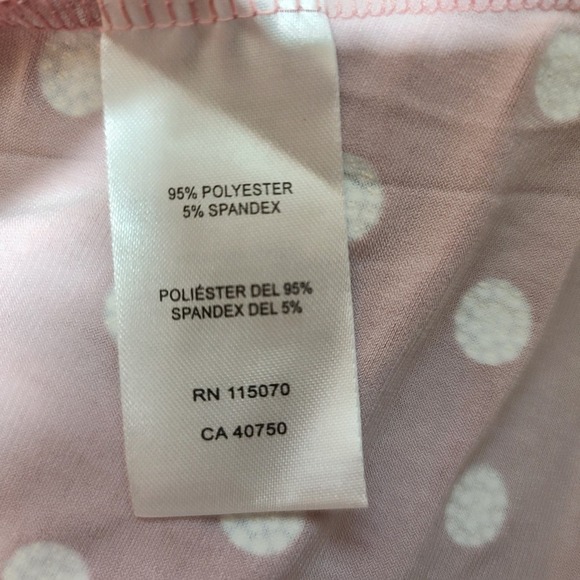 95% POLYESTER
5% SPANDEX
POLIÉSTER DEL 95%
SPANDEX DEL 5%
RN 115070
CA 40750